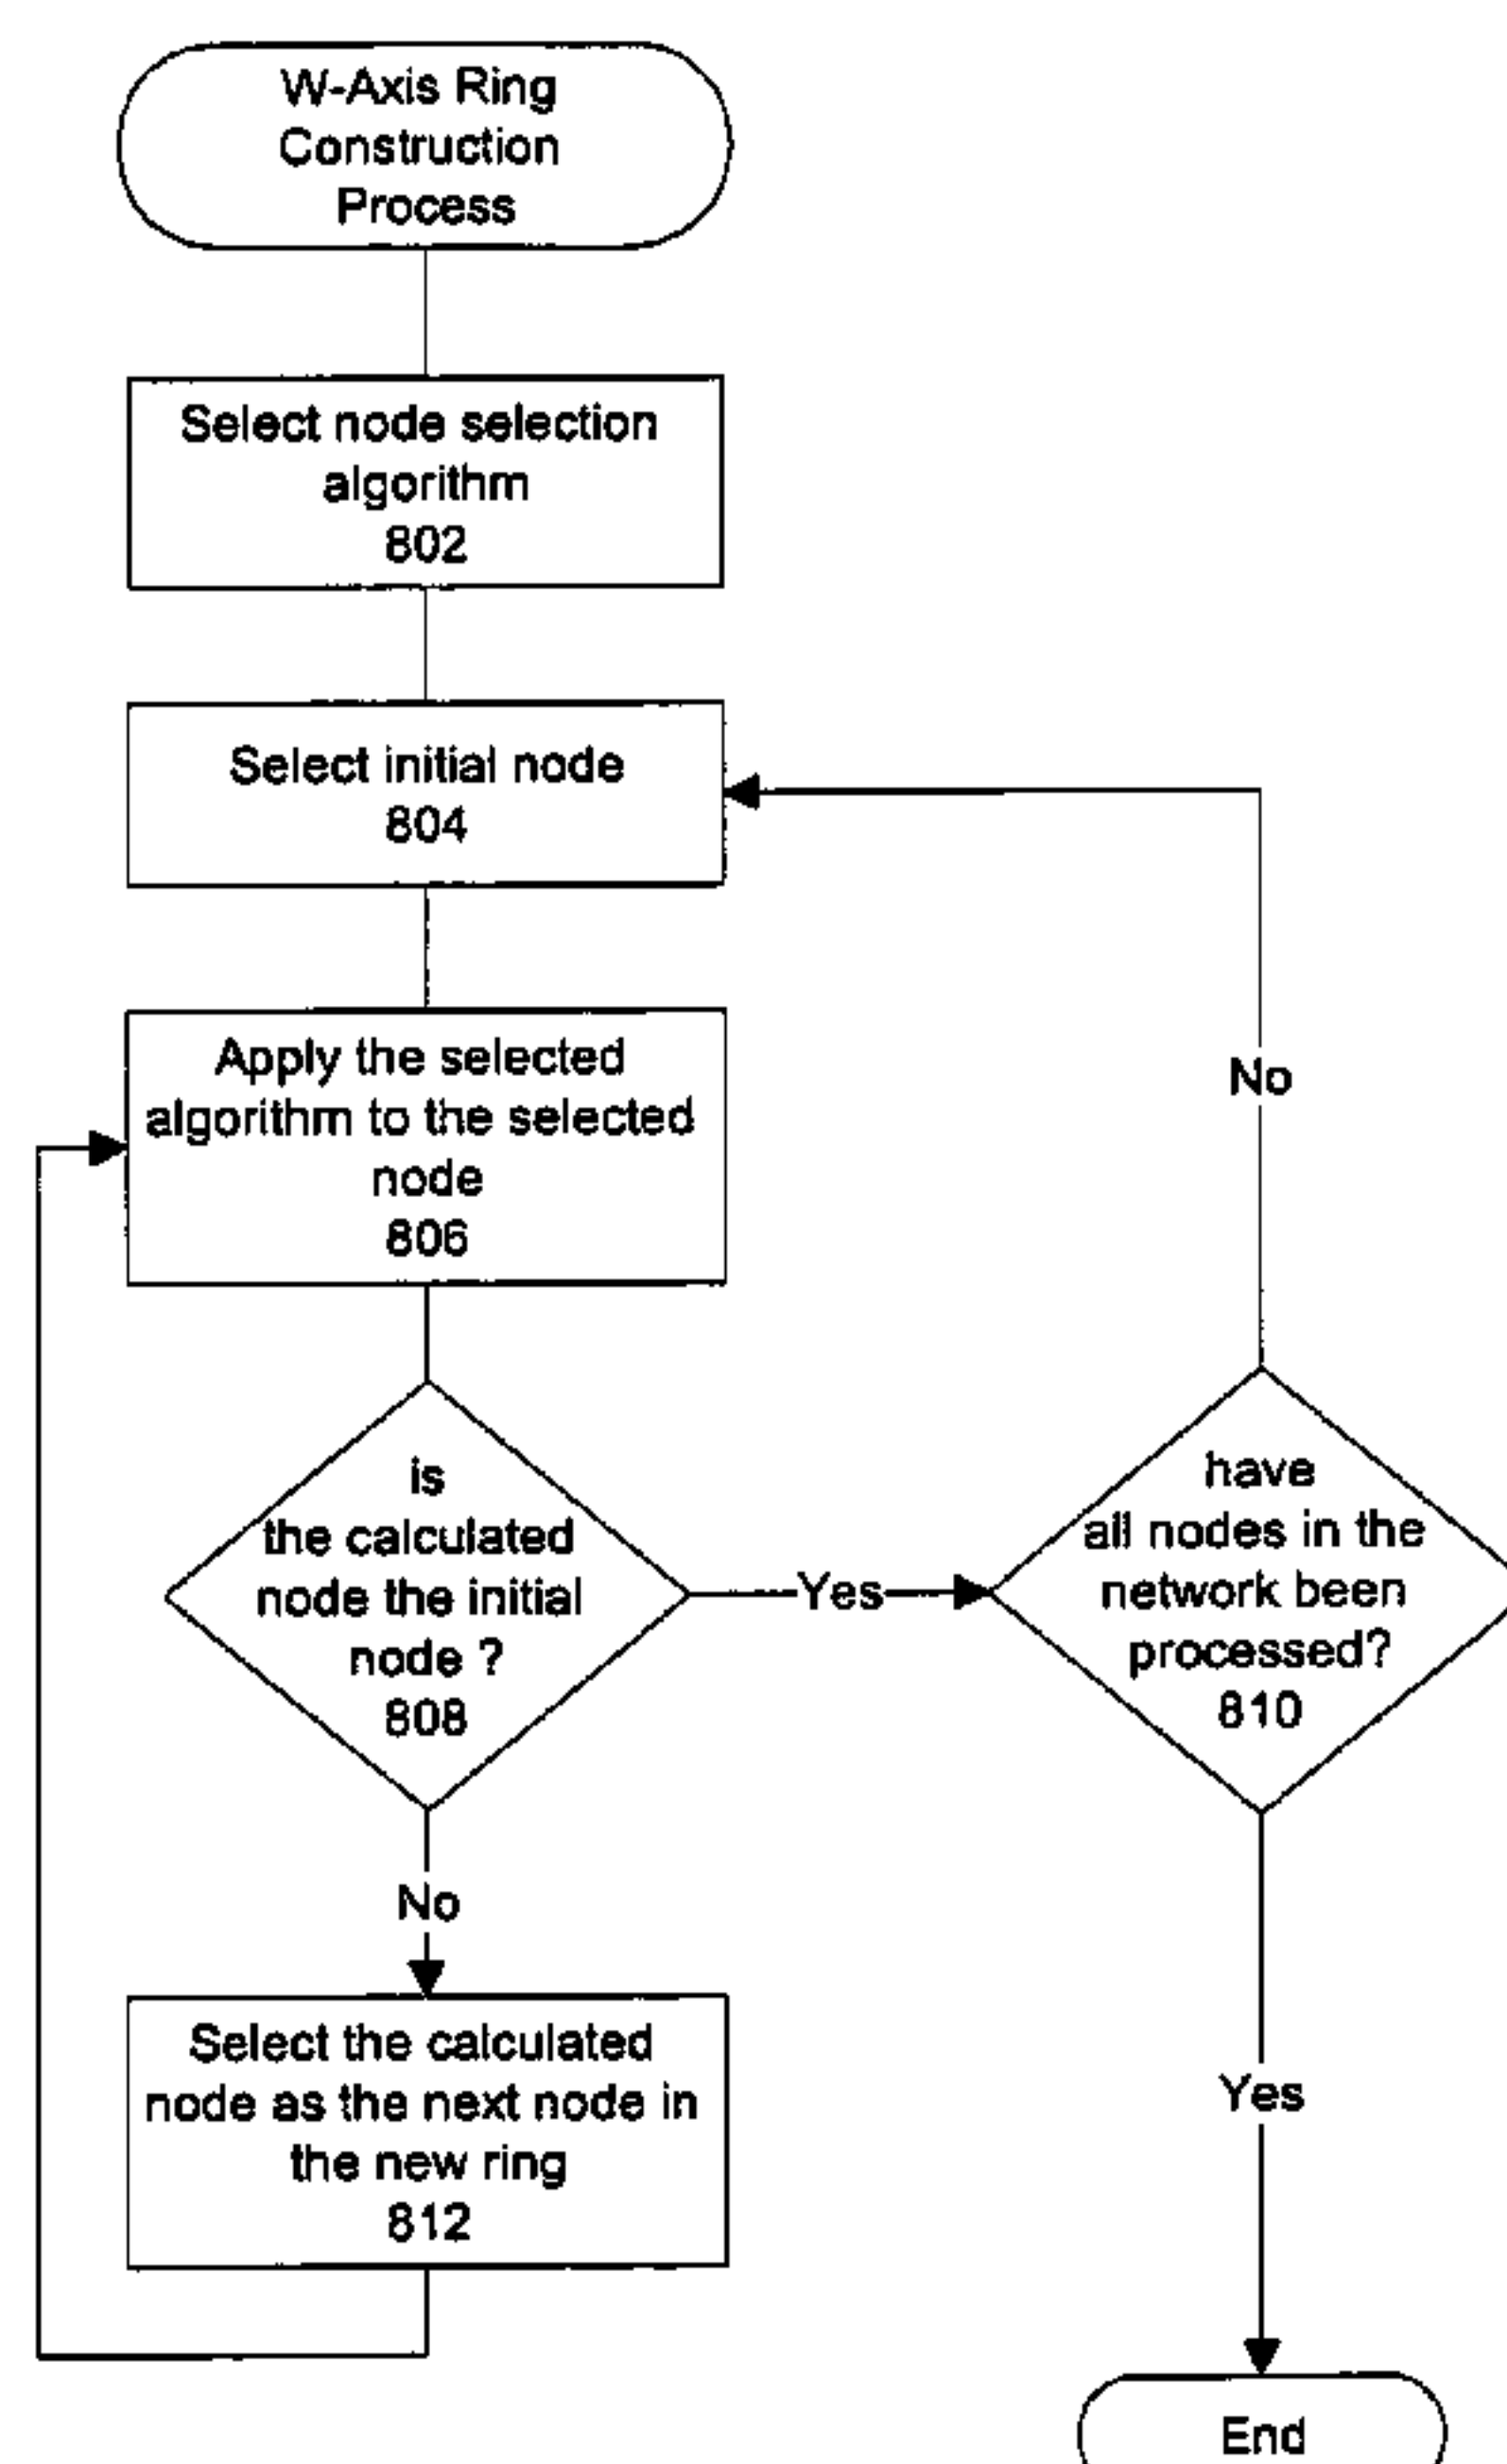 W-Axis Ring
Construction
Process
Select node selection
algorithm
802
Select initial node
804
Apply the selected
algorithm to the selected
node
806
No
is
the calculated
node the initial
node ?
808
Yes
have
all nodes in the
network been
processed?
810
No
Select the calculated
node as the next node in
the new ring
812
Yes
End